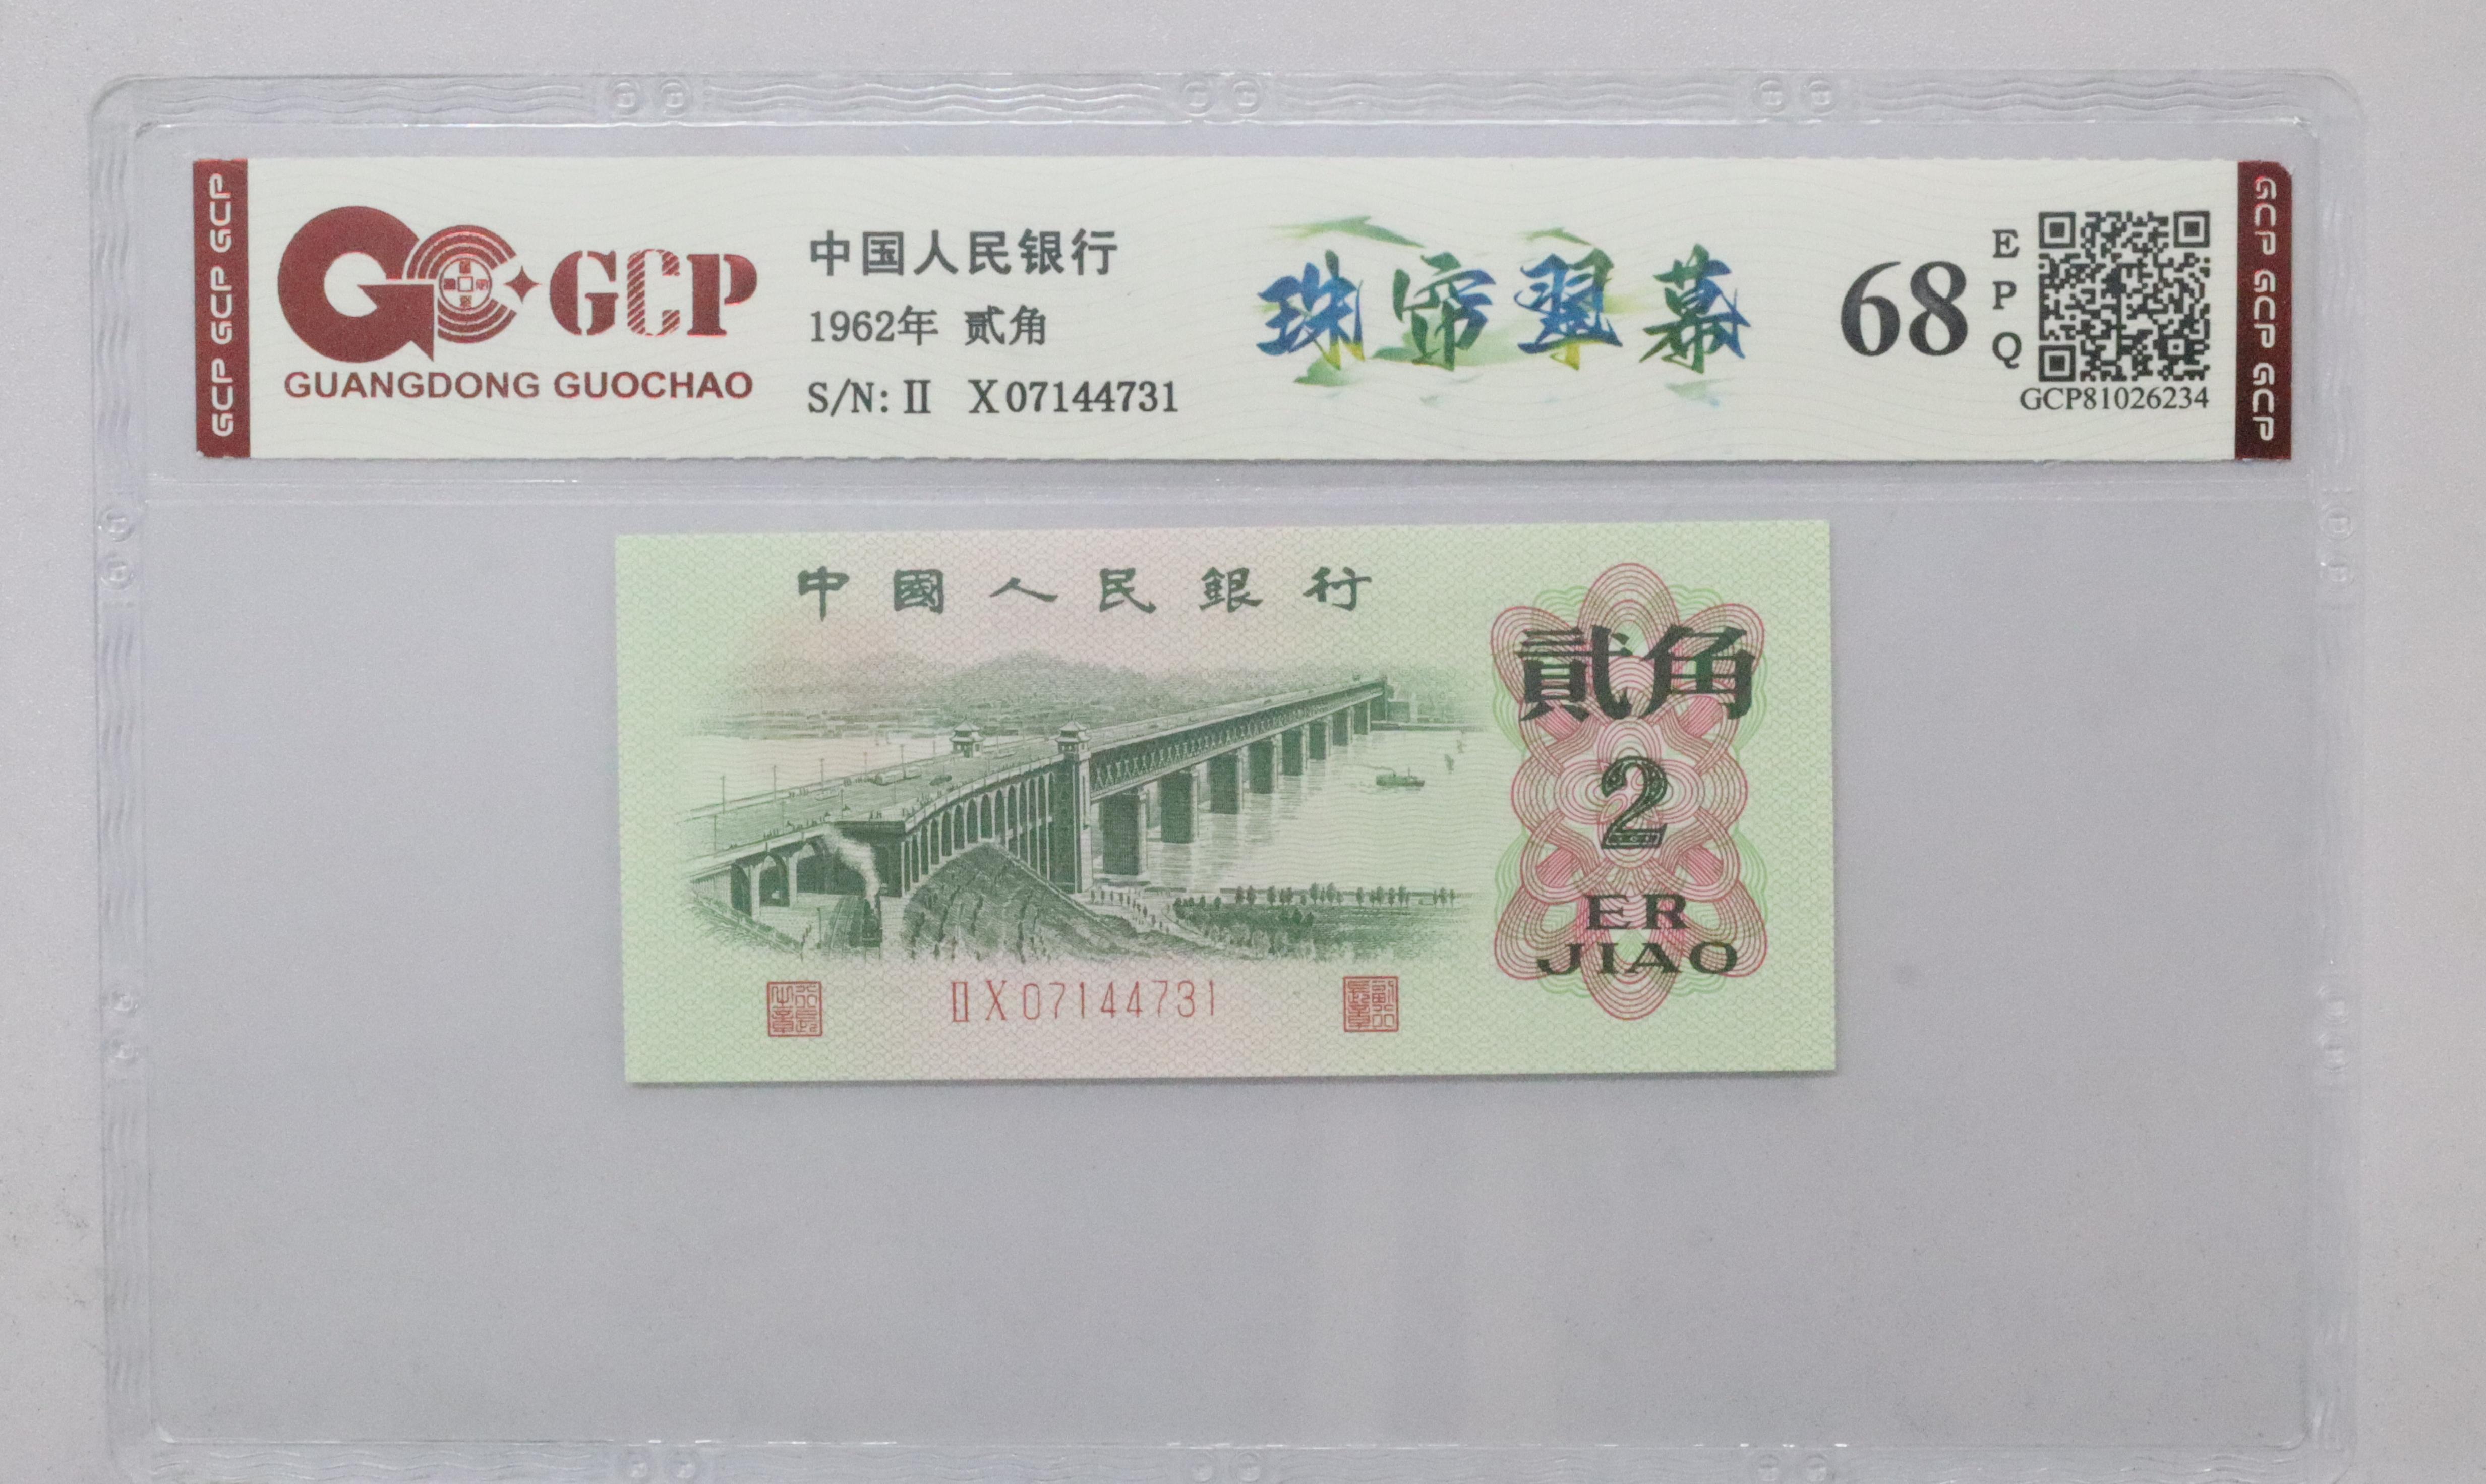 GCP GCP GCP
GCP
GUANGDONG GUOCHAO
中国人民银行
1962年 贰角
S/N: II X07144731
珠帘翠幕
68
E
P
Q
GCP81026234
GCP GCP GCP
中國人民銀行
貳角
2
ER
JIAO
II X07144731